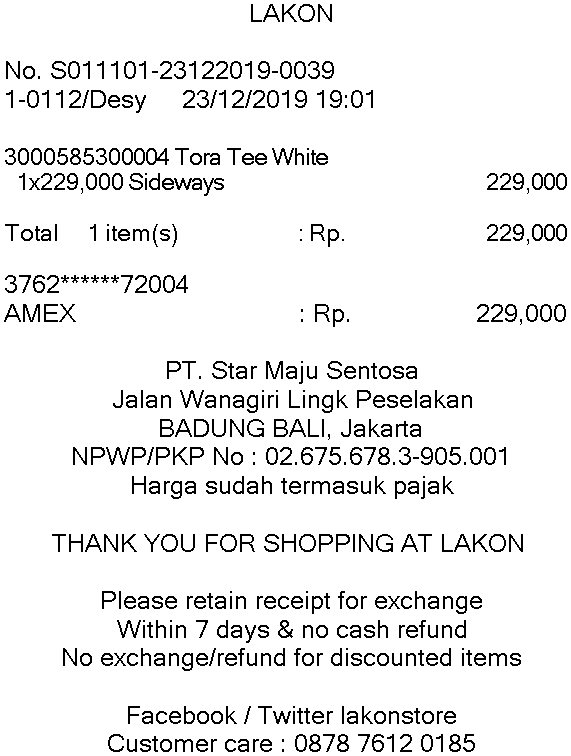 LAKON
No. S011101-23122019-0039
1-0112/Desy 23/12/2019 19:01
3000585300004 Tora Tee White
1x229,000 Sideways 229,000
Total 1 item(s) : Rp. 229,000
3762******72004
AMEX : Rp. 229,000
PT. Star Maju Sentosa
Jalan Wanagiri Lingk Peselakan
BADUNG BALI, Jakarta
NPWP/PKP No : 02.675.678.3-905.001
Harga sudah termasuk pajak
THANK YOU FOR SHOPPING AT LAKON
Please retain receipt for exchange
Within 7 days & no cash refund
No exchange/refund for discounted items
Facebook / Twitter lakonstore
Customer care : 0878 7612 0185